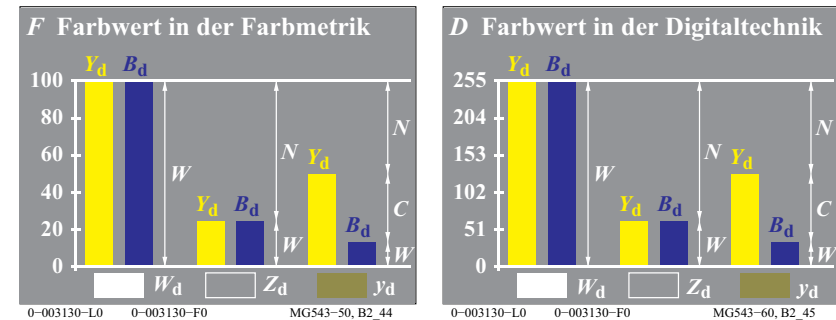 F Farbwert in der Farbmetrik
Yd Bd
100
80
60
40
20
0
W
Yd Bd
N
W
Yd
Bd
N
C
W
Wd Zd yd
0−003130−L0 0−003130−F0 MG543−50, B2_44
D Farbwert in der Digitaltechnik
Yd Bd
255
204
153
102
51
0
W
Yd Bd
N
W
Yd
Bd
N
C
W
Wd Zd yd
0−003130−L0 0−003130−F0 MG543−60, B2_45